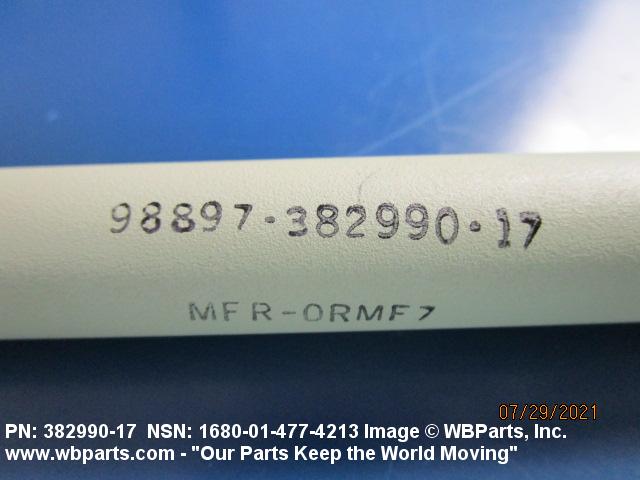 98897-382990-17
MFR-0RMF7
07/29/2021
PN: 382990-17 NSN: 1680-01-477-4213 Image © WBParts, Inc.
www.wbparts.com - "Our Parts Keep the World Moving"